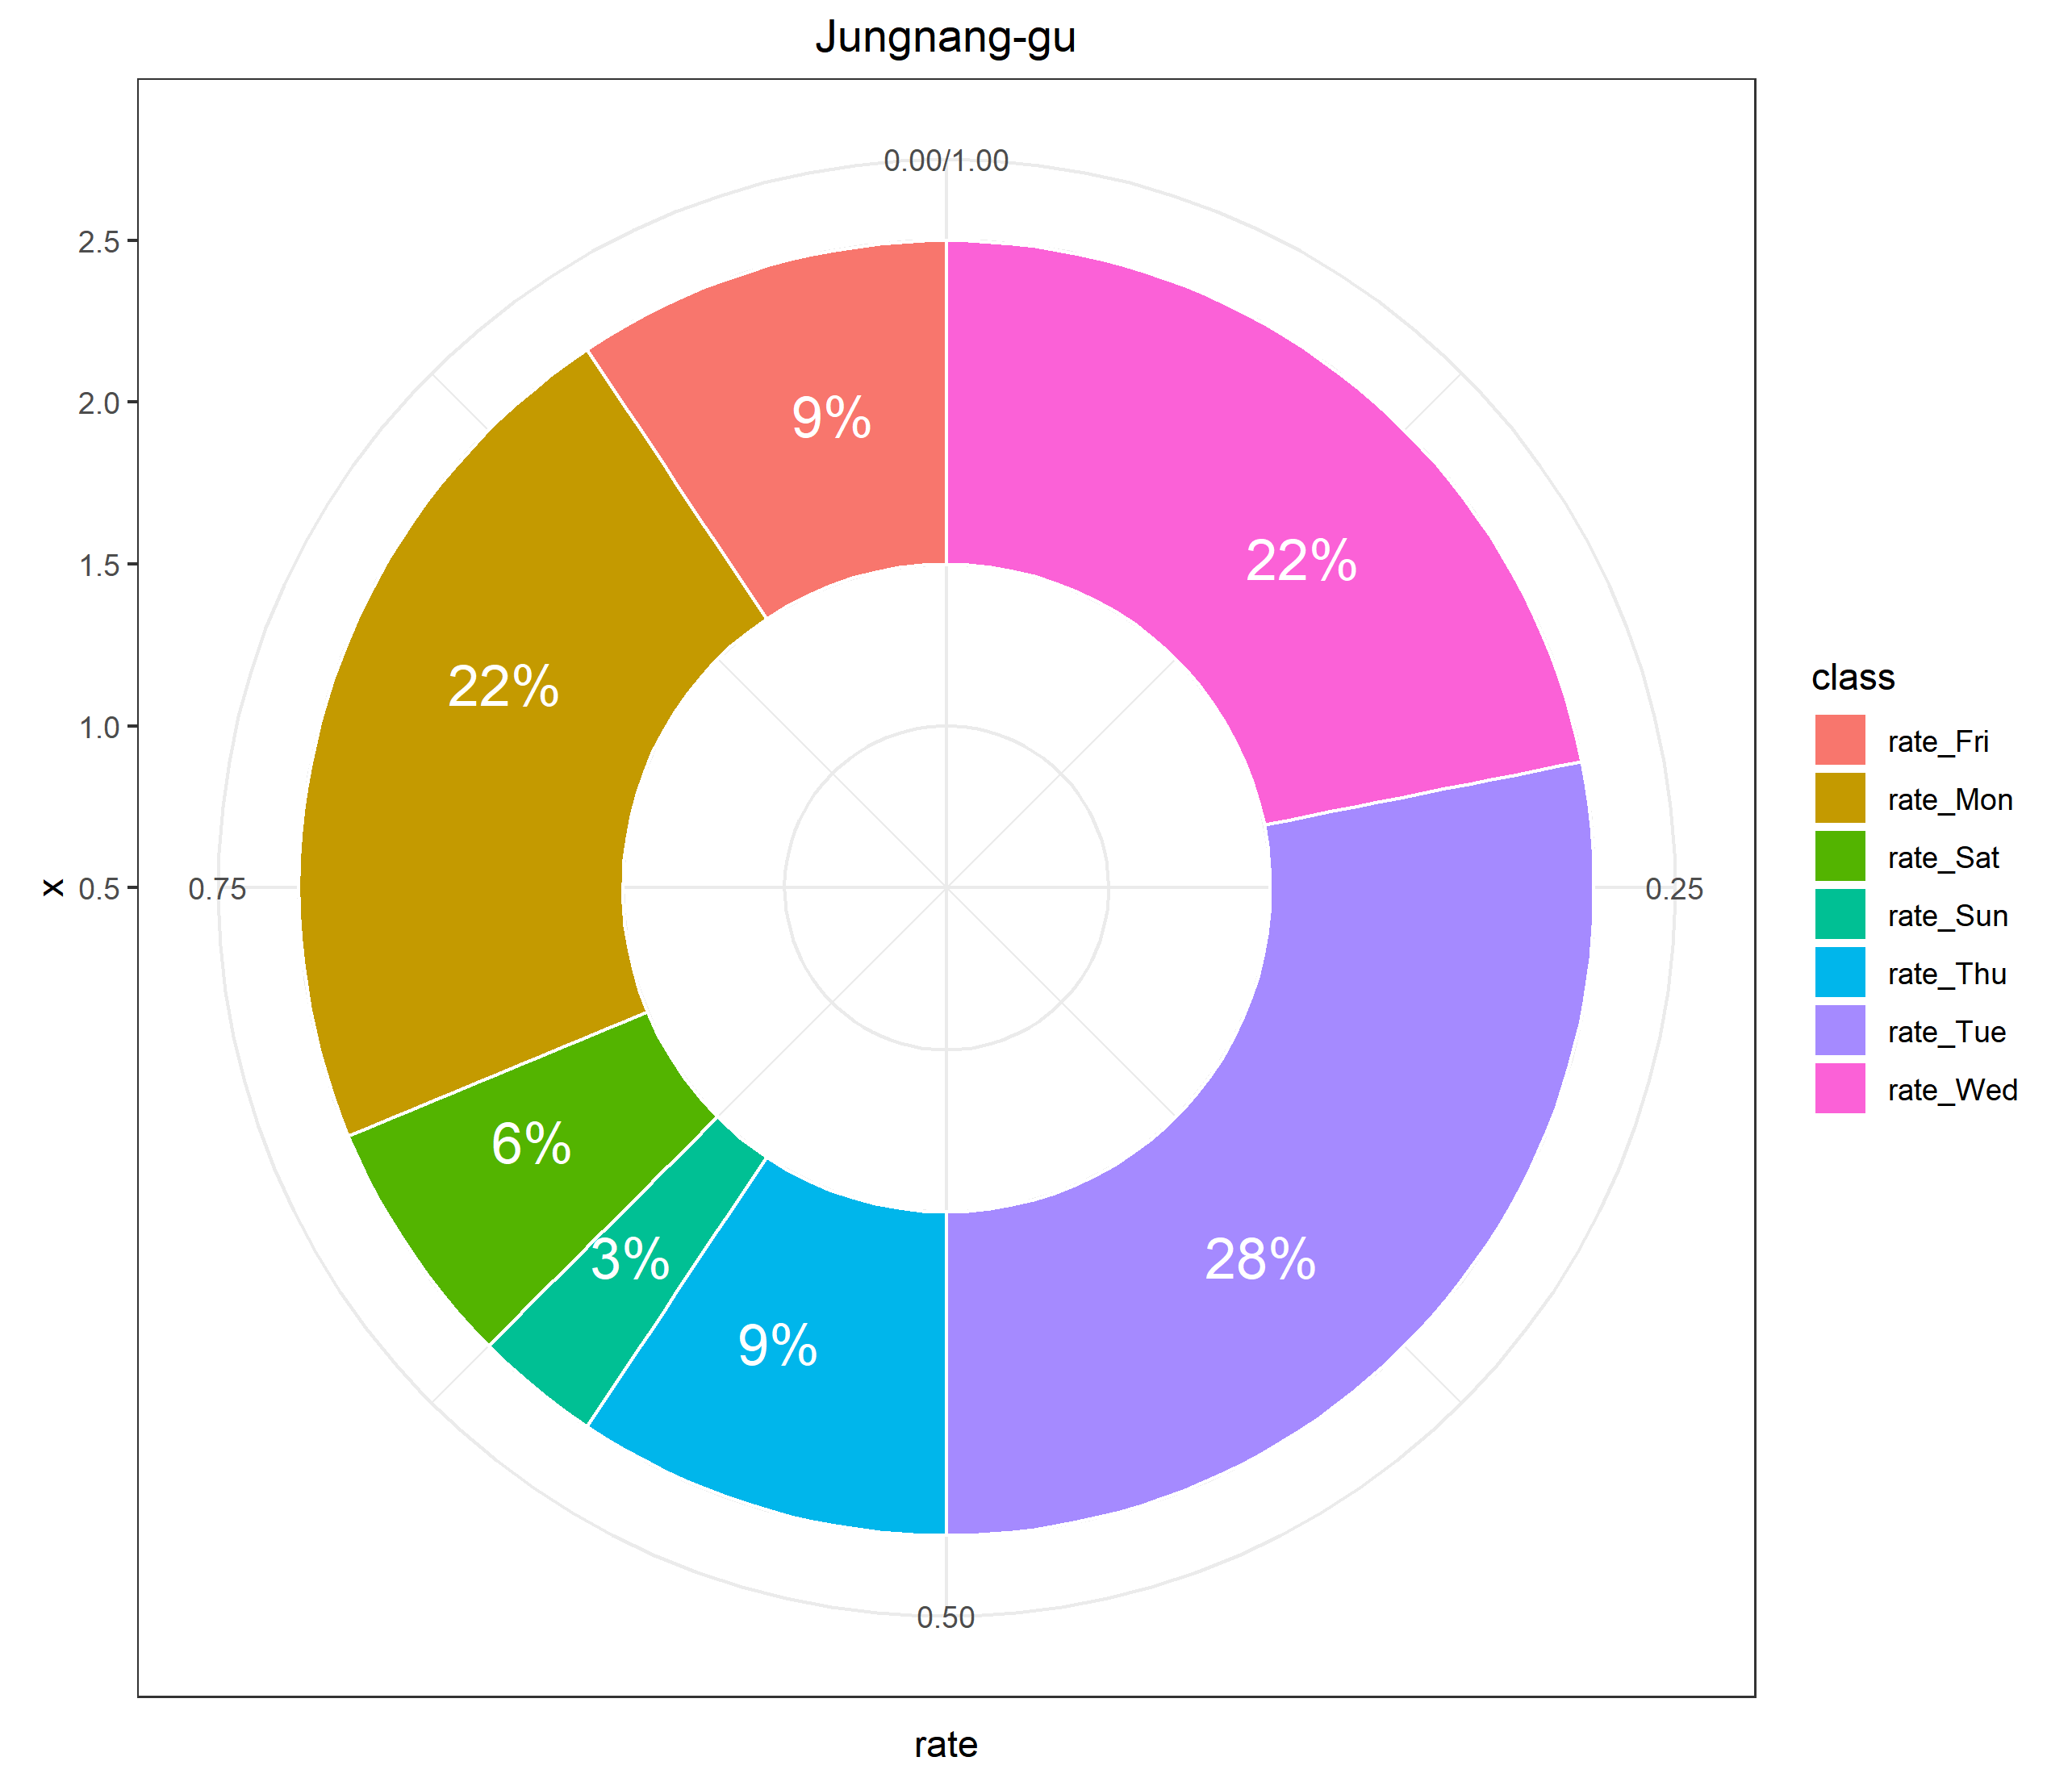 Jungnang-gu
0.00/1.00
2.5
2.0
1.5
1.0
0.5
x
0.75
0.25
0.50
rate
9%
22%
22%
6%
3%
9%
28%
class
rate_Fri
rate_Mon
rate_Sat
rate_Sun
rate_Thu
rate_Tue
rate_Wed